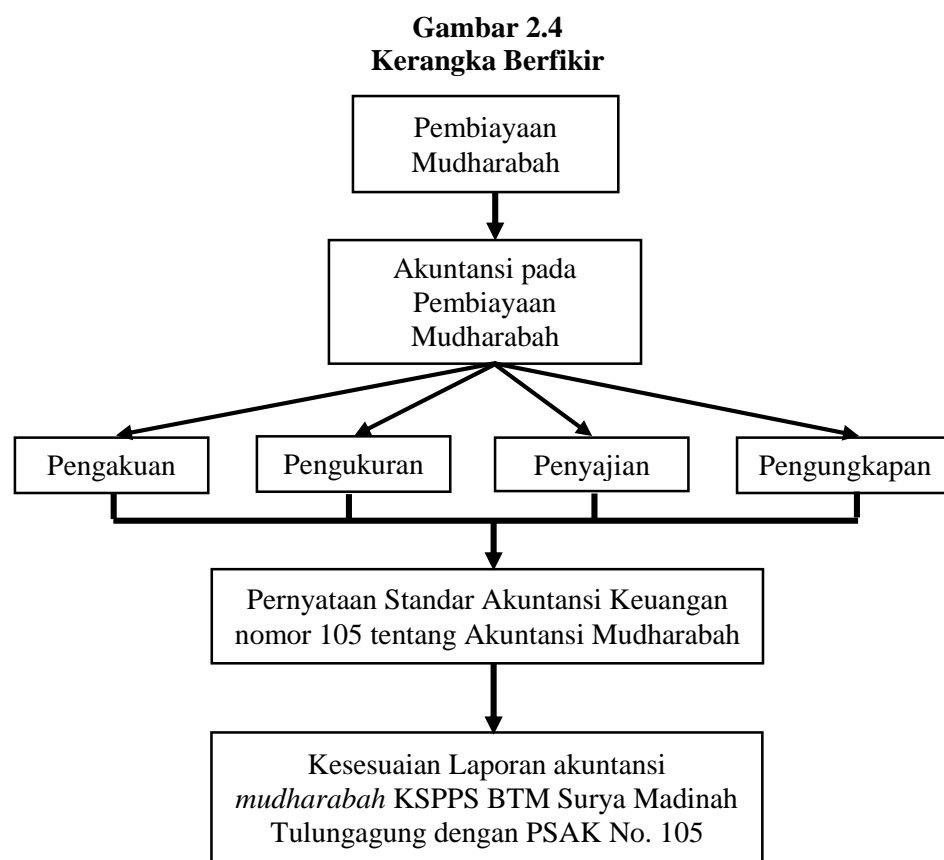 Gambar 2.4
Kerangka Berfikir
Pembiayaan
Mudharabah
Akuntansi pada
Pembiayaan
Mudharabah
Pengakuan
Pengukuran
Penyajian
Pengungkapan
Pernyataan Standar Akuntansi Keuangan
nomor 105 tentang Akuntansi Mudharabah
Kesesuaian Laporan akuntansi
mudharabah KSPPS BTM Surya Madinah
Tulungagung dengan PSAK No. 105